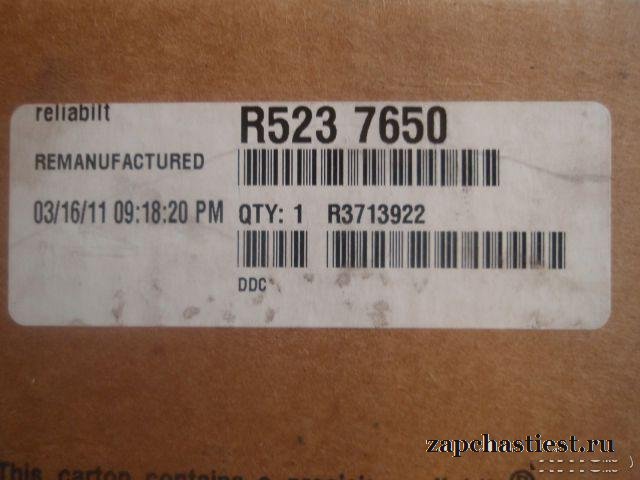 reliabilt
R523 7650
REMANUFACTURED
03/16/11 09:18:20 PM QTY: 1 R3713922
DDC
zapchastiest.ru
This carton contains a